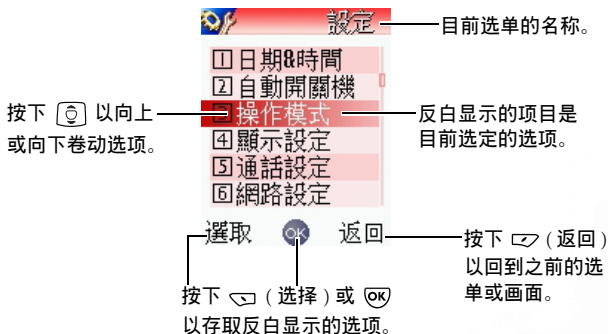 設定
目前选单的名称。
1 日期&時間
2 自動開關機
3 操作模式
4 顯示設定
5 通話設定
6 網路設定
按下 以向上
或向下卷动选项。
反白显示的项目是
目前选定的选项。
選取 OK 返回
按下 (返回)
以回到之前的选
单或画面。
按下 (选择) 或 OK
以存取反白显示的选项。